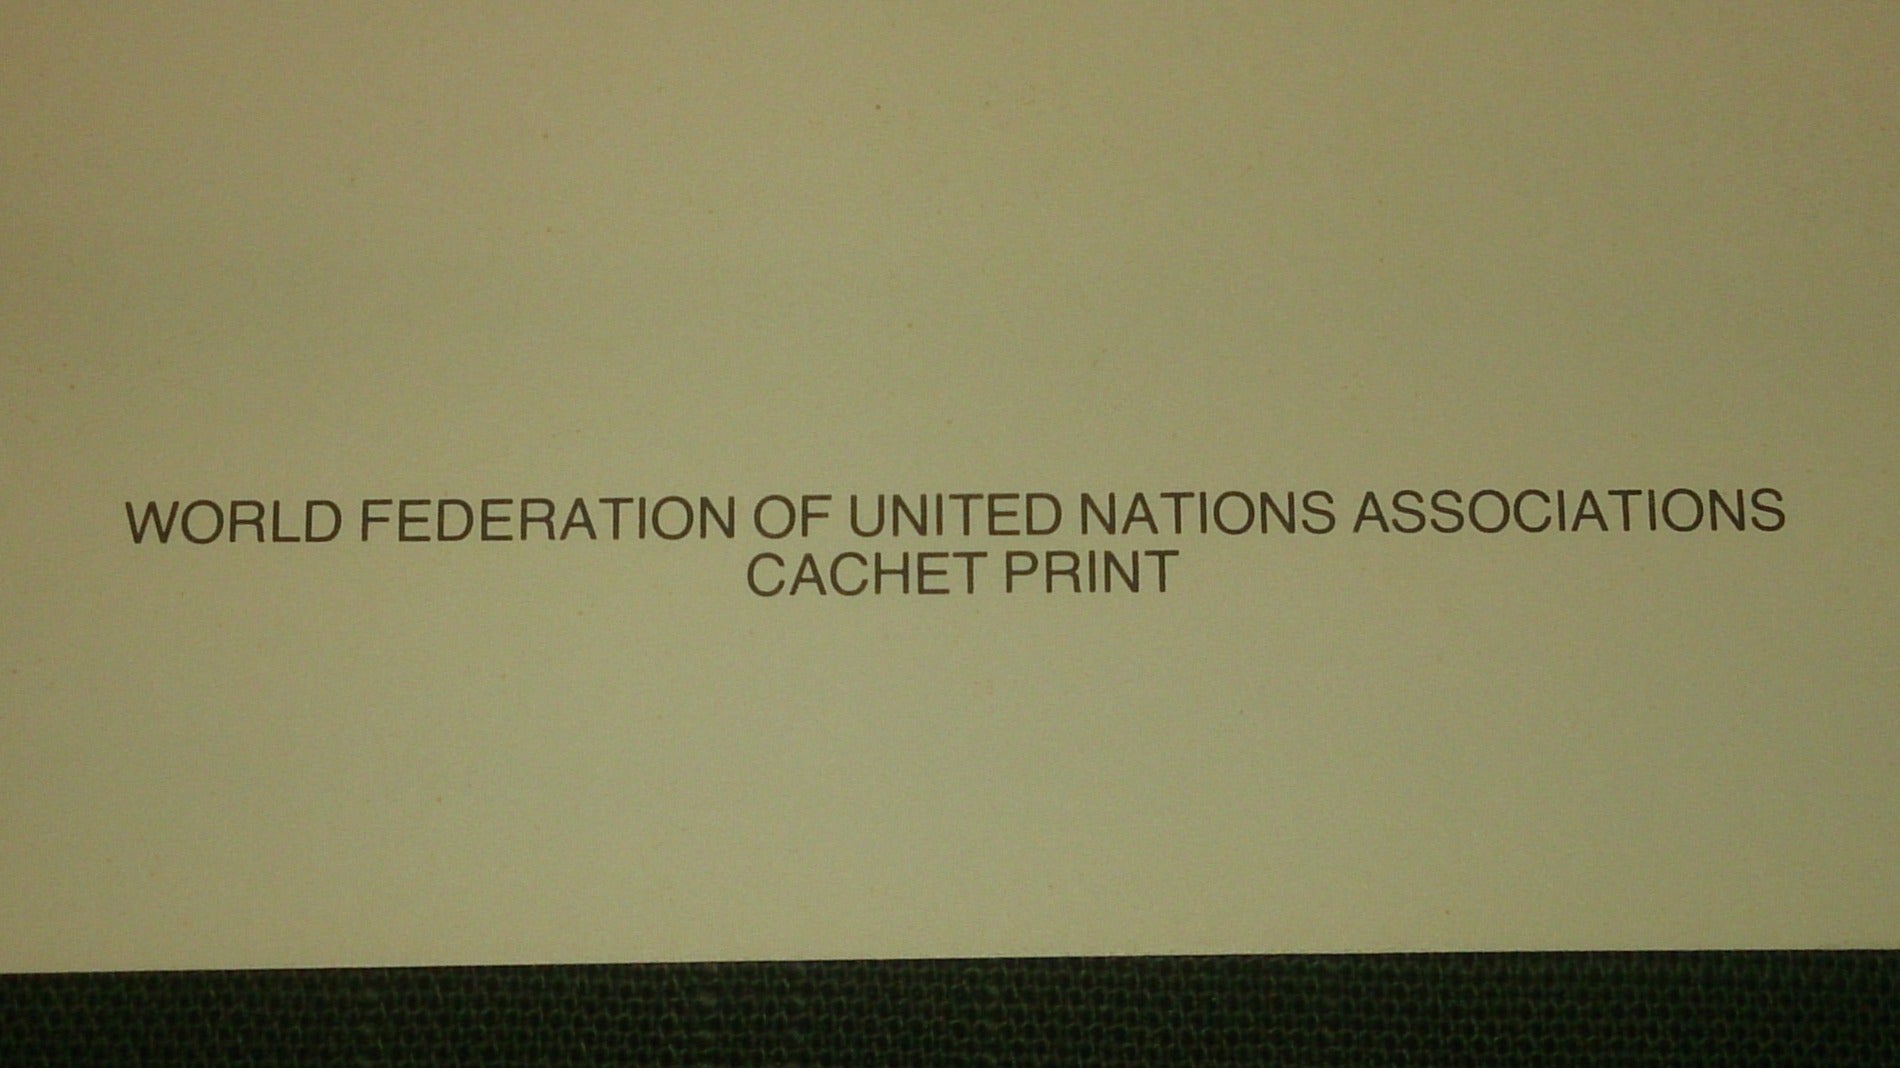 WORLD FEDERATION OF UNITED NATIONS ASSOCIATIONS
CACHET PRINT